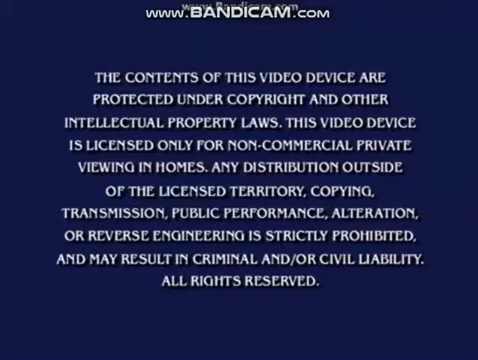 www.Bandicam.com
www.BANDICAM.com
THE CONTENTS OF THIS VIDEO DEVICE ARE
PROTECTED UNDER COPYRIGHT AND OTHER
INTELLECTUAL PROPERTY LAWS. THIS VIDEO DEVICE
IS LICENSED ONLY FOR NON-COMMERCIAL PRIVATE
VIEWING IN HOMES. ANY DISTRIBUTION OUTSIDE
OF THE LICENSED TERRITORY, COPYING,
TRANSMISSION, PUBLIC PERFORMANCE, ALTERATION,
OR REVERSE ENGINEERING IS STRICTLY PROHIBITED,
AND MAY RESULT IN CRIMINAL AND/OR CIVIL LIABILITY.
ALL RIGHTS RESERVED.